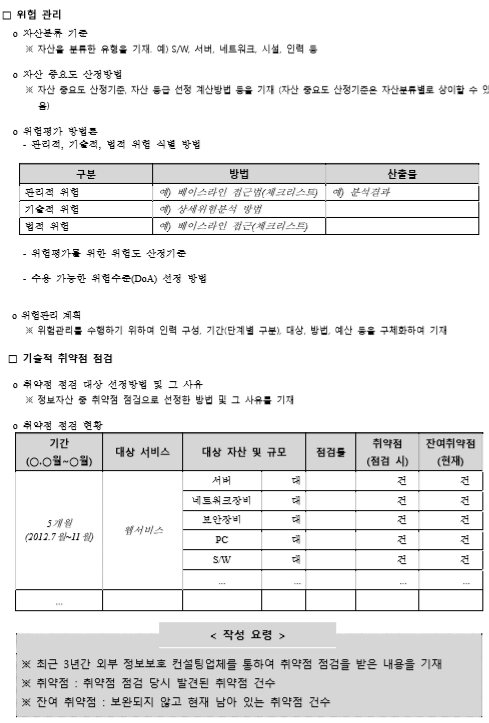 □ 위험 관리
o 자산분류 기준
※ 자산을 분류한 유형을 기재. 예) S/W, 서버, 네트워크, 시설, 인력 등
o 자산 중요도 산정방법
※ 자산 중요도 산정기준, 자산 등급 선정 계산방법 등을 기재 (자산 중요도 산정기준은 자산분류별로 상이할 수 있
음)
o 위험평가 방법론
- 관리적, 기술적, 법적 위험 식별 방법
구분 방법 산출물
관리적 위험 예) 베이스라인 접근법(체크리스트) 예) 분석결과
기술적 위험 예) 상세위험분석 방법
법적 위험 예) 베이스라인 접근(체크리스트)
- 위험평가를 위한 위험도 산정기준
- 수용 가능한 위험수준(DoA) 선정 방법
o 위험관리 계획
※ 위험관리를 수행하기 위하여 인력 구성, 기간(단계별 구분), 대상, 방법, 예산 등을 구체화하여 기재
□ 기술적 취약점 점검
o 취약점 점검 대상 선정방법 및 그 사유
※ 정보자산 중 취약점 점검으로 선정한 방법 및 그 사유를 기재
o 취약점 점검 현황
기간 대상 서비스 대상 자산 및 규모 점검률 취약점 잔여취약점
(○.○월~○월) (점검 시) (현재)
서버 대 건 건
네트워크장비 대 건 건
5개월 웹서비스 보안장비 대 건 건
(2012.7월~11월) PC 대 건 건
S/W 대 건 건
... ... ... ...
...
< 작성 요령 >
※ 최근 3년간 외부 정보보호 컨설팅업체를 통하여 취약점 점검을 받은 내용을 기재
※ 취약점 : 취약점 점검 당시 발견된 취약점 건수
※ 잔여 취약점 : 보완되지 않고 현재 남아 있는 취약점 건수